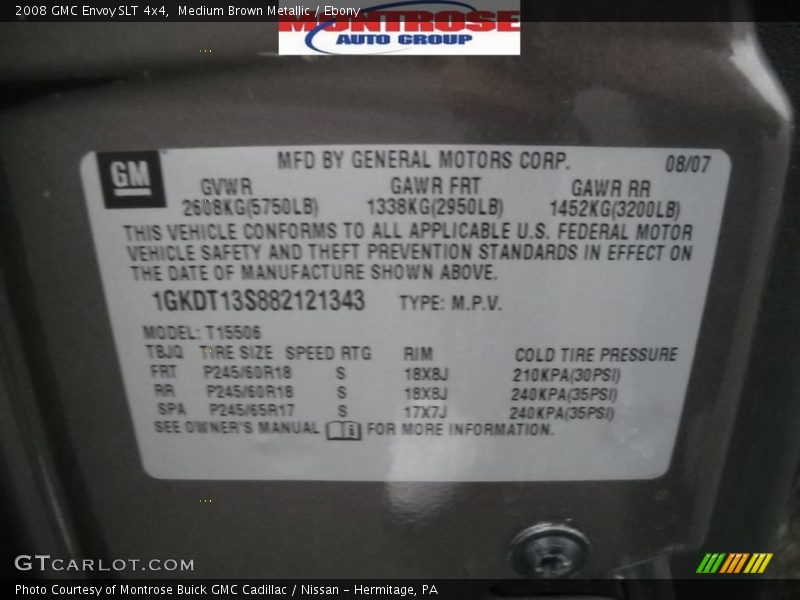 2008 GMC Envoy SLT 4x4,  Medium Brown Metallic / Ebony
MONTROSE
AUTO GROUP
GM
MFD BY GENERAL MOTORS CORP.
08/07
GVWR GAWR FRT GAWR RR
2608KG(5750LB) 1338KG(2950LB) 1452KG(3200LB)
THIS VEHICLE CONFORMS TO ALL APPLICABLE U.S. FEDERAL MOTOR
VEHICLE SAFETY AND THEFT PREVENTION STANDARDS IN EFFECT ON
THE DATE OF MANUFACTURE SHOWN ABOVE.
1GKDT13S882121343 TYPE: M.P.V.
MODEL: T15506
TBJQ TIRE SIZE SPEED RTG RIM COLD TIRE PRESSURE
FRT P245/60R18 S 18X8J 210KPA(30PSI)
RR P245/60R18 S 18X8J 240KPA(35PSI)
SPA P245/65R17 S 17X7J 240KPA(35PSI)
SEE OWNER'S MANUAL FOR MORE INFORMATION.
GTCARLOT.COM
Photo Courtesy of Montrose Buick GMC Cadillac / Nissan - Hermitage, PA